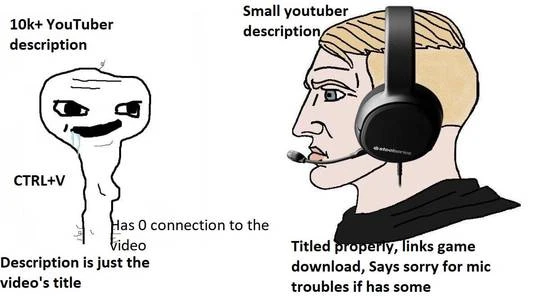 10k+ YouTuber
description
CTRL+V
Has 0 connection to the
video
Description is just the
video's title
Small youtuber
description
steelseries
Titled properly, links game
download, Says sorry for mic
troubles if has some